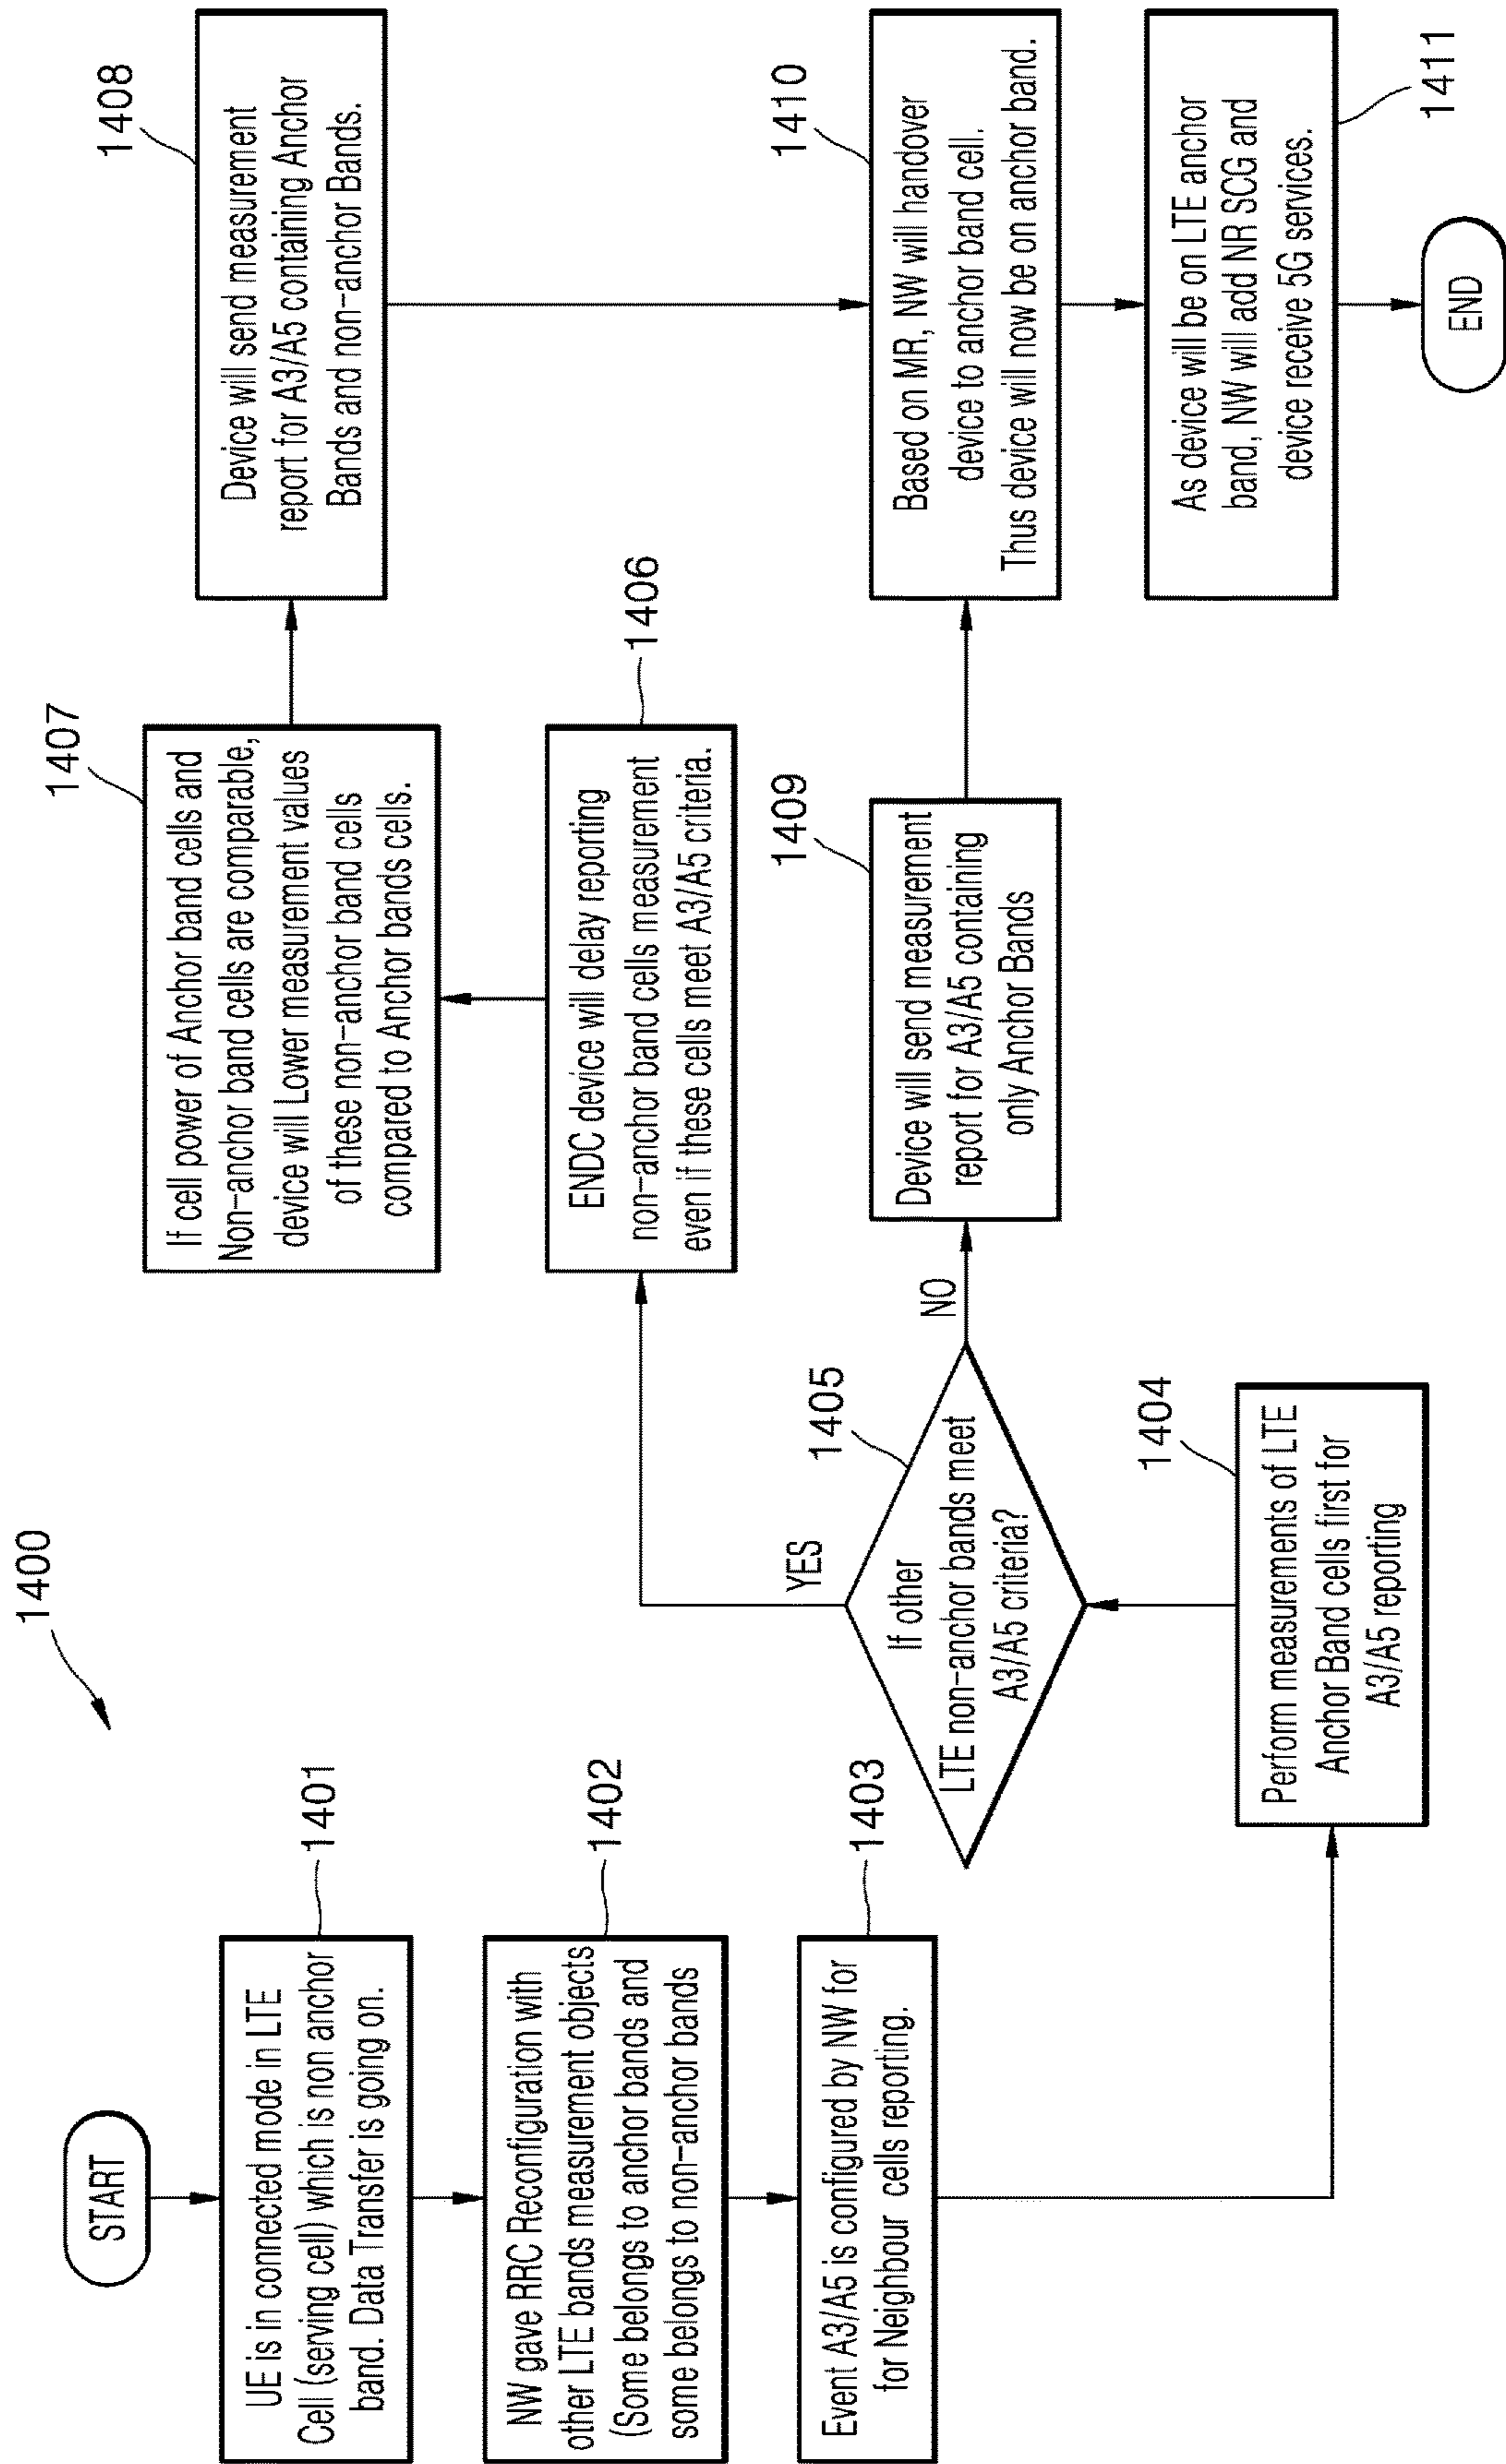 1400
START
UE is in connected mode in LTE
Cell (serving cell) which is non anchor
band. Data Transfer is going on.
1401
NW gave RRC Reconfiguration with
other LTE bands measurement objects
(Some belongs to anchor bands and
some belongs to non-anchor bands
1402
Event A3/A5 is configured by NW for
for Neighbour cells reporting.
1403
Perform measurements of LTE
Anchor Band cells first for
A3/A5 reporting
1404
If other
LTE non-anchor bands meet
A3/A5 criteria?
1405
YES
NO
ENDC device will delay reporting
non-anchor band cells measurement
even if these cells meet A3/A5 criteria.
1406
If cell power of Anchor band cells and
Non-anchor band cells are comparable,
device will Lower measurement values
of these non-anchor band cells
compared to Anchor bands cells.
1407
Device will send measurement
report for A3/A5 containing Anchor
Bands and non-anchor Bands.
1408
Device will send measurement
report for A3/A5 containing
only Anchor Bands
1409
Based on MR, NW will handover
device to anchor band cell.
Thus device will now be on anchor band.
1410
As device will be on LTE anchor
band, NW will add NR SCG and
device receive 5G services.
1411
END